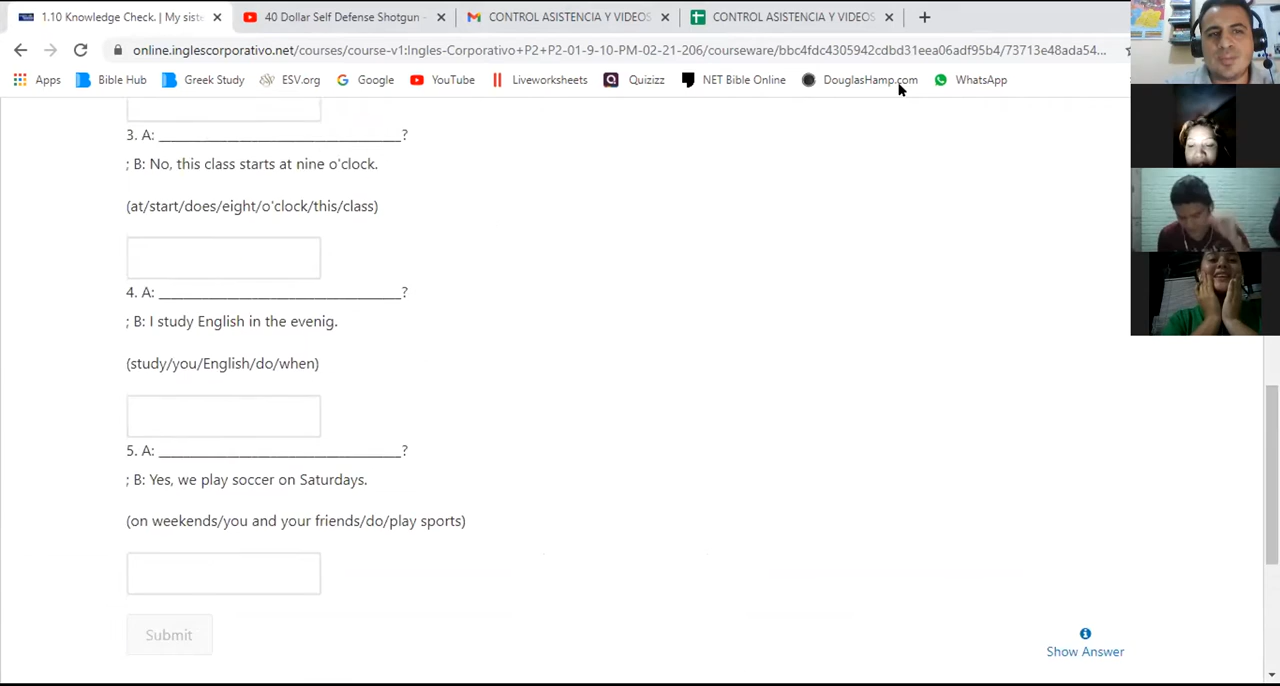 1.10 Knowledge Check. | My siste
40 Dollar Self Defense Shotgun -
CONTROL ASISTENCIA Y VIDEOS
CONTROL ASISTENCIA Y VIDEOS
online.inglescorporativo.net/courses/course-v1:Ingles-Corporativo+P2+P2-01-9-10-PM-02-21-206/courseware/bbc4fdc4305942cdbd31eea06adf95b4/73713e48ada54...
Apps Bible Hub Greek Study ESV.org Google YouTube Liveworksheets Quizizz NET Bible Online DouglasHamp.com WhatsApp
3. A: ______________________________?
; B: No, this class starts at nine o'clock.
(at/start/does/eight/o'clock/this/class)
4. A: ______________________________?
; B: I study English in the evenig.
(study/you/English/do/when)
5. A: ______________________________?
; B: Yes, we play soccer on Saturdays.
(on weekends/you and your friends/do/play sports)
Submit
Show Answer